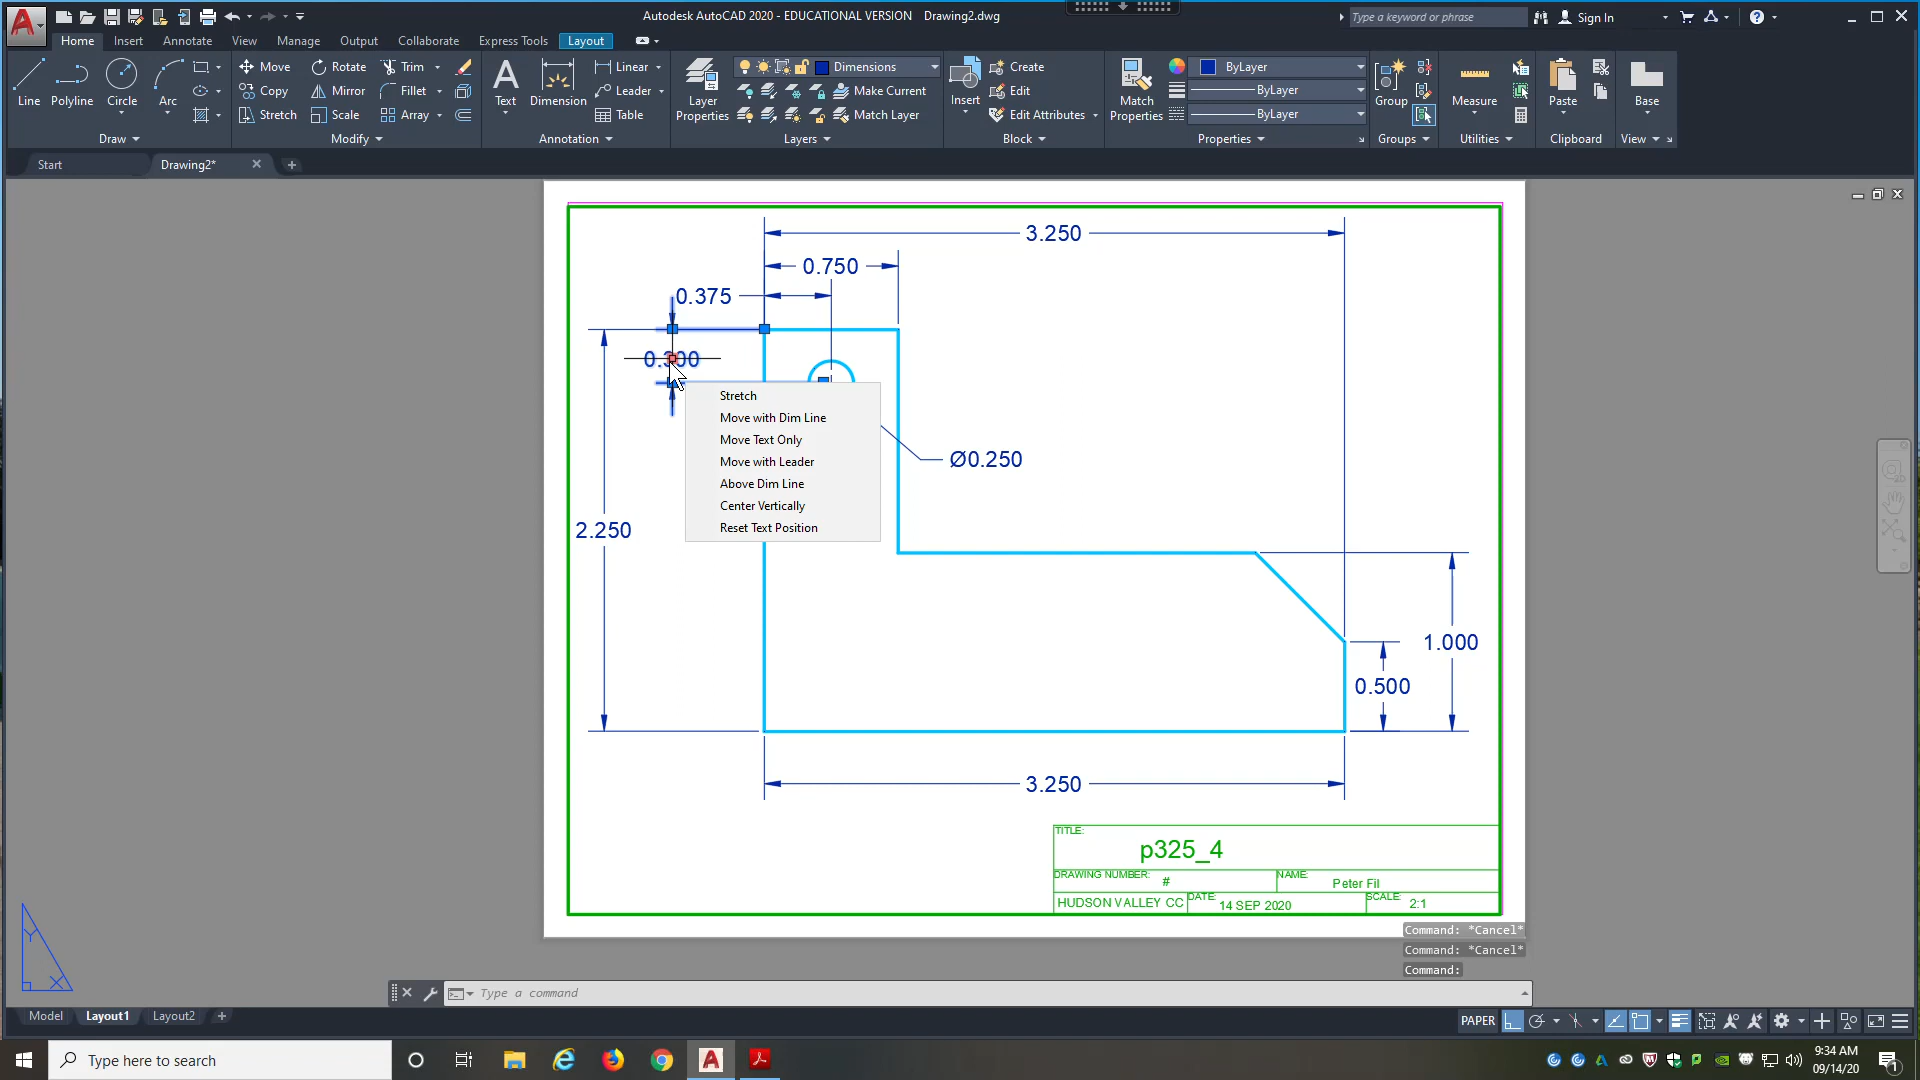 Autodesk AutoCAD 2020 - EDUCATIONAL VERSION Drawing2.dwg
Type a keyword or phrase
Sign In
Home Insert Annotate View Manage Output Collaborate Express Tools Layout
Line
Polyline
Circle
Arc
Move
Copy
Stretch
Rotate
Mirror
Scale
Trim
Fillet
Array
Text
Dimension
Linear
Leader
Table
Layer
Properties
Dimensions
Make Current
Match Layer
Insert
Create
Edit
Edit Attributes
Match
Properties
ByLayer
ByLayer
ByLayer
Group
Measure
Paste
Base
Draw Modify Annotation Layers Block Properties Groups Utilities Clipboard View
Start Drawing2*
3.250
0.750
0.375
0.300
Stretch
Move with Dim Line
Move Text Only
Move with Leader
Above Dim Line
Center Vertically
Reset Text Position
Ø0.250
2.250
1.000
0.500
3.250
TITLE:
p325_4
DRAWING NUMBER: #
NAME: Peter Fil
HUDSON VALLEY CC
DATE: 14 SEP 2020
SCALE: 2:1
Command: *Cancel*
Command: *Cancel*
Command:
Y
X
Type a command
Model Layout1 Layout2
PAPER
Type here to search
9:34 AM
09/14/20
1